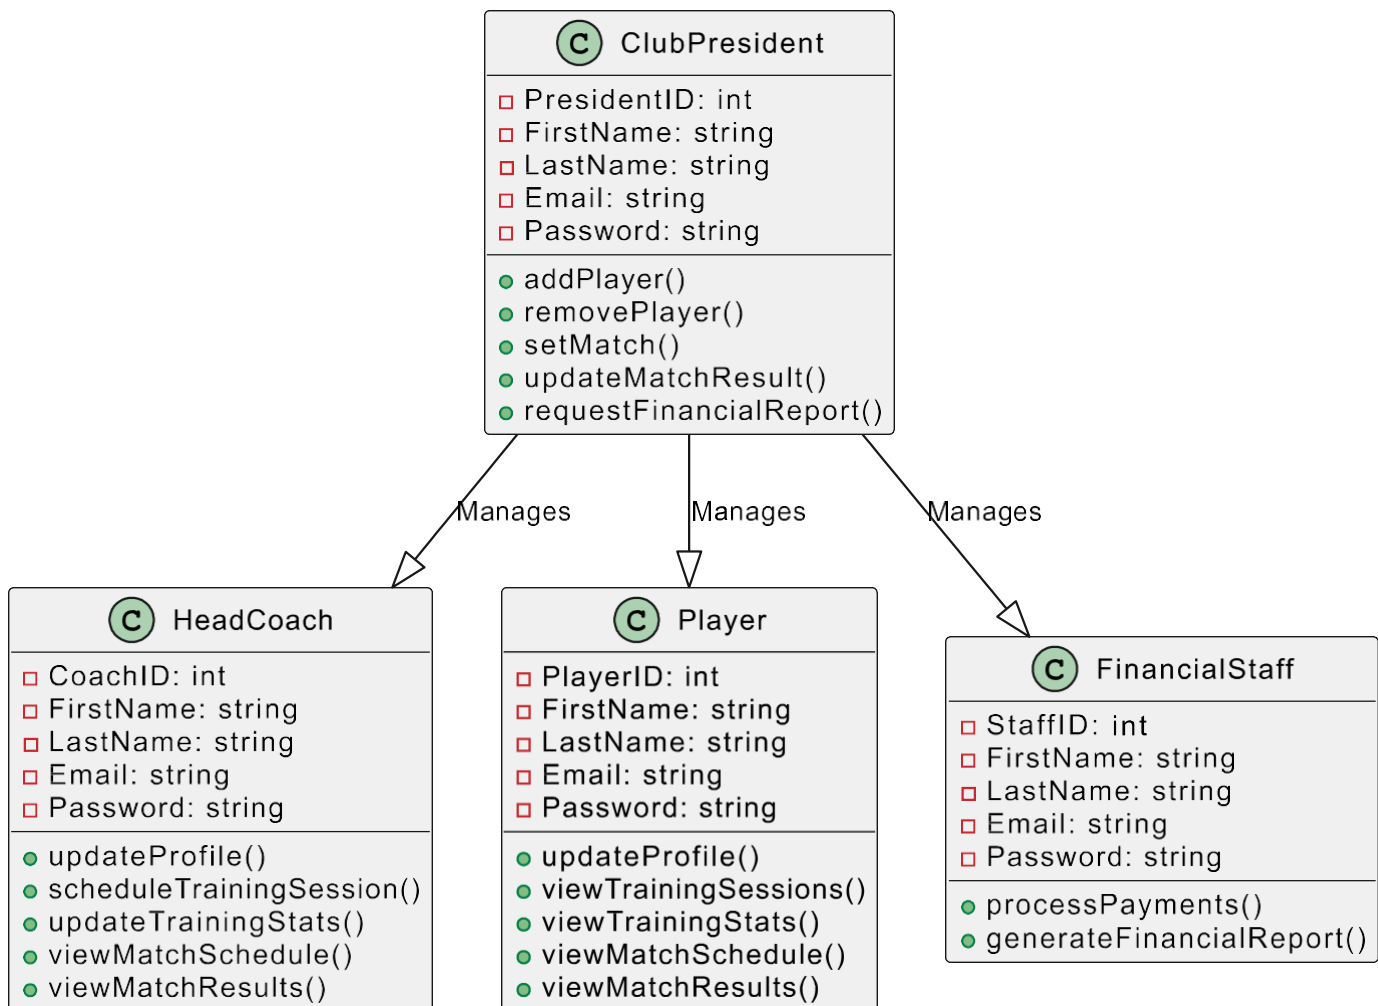 C ClubPresident
PresidentID: int
FirstName: string
LastName: string
Email: string
Password: string
addPlayer()
removePlayer()
setMatch()
updateMatchResult()
requestFinancialReport()
Manages
Manages
Manages
C HeadCoach
CoachID: int
FirstName: string
LastName: string
Email: string
Password: string
updateProfile()
scheduleTrainingSession()
updateTrainingStats()
viewMatchSchedule()
viewMatchResults()
C Player
PlayerID: int
FirstName: string
LastName: string
Email: string
Password: string
updateProfile()
viewTrainingSessions()
viewTrainingStats()
viewMatchSchedule()
viewMatchResults()
C FinancialStaff
StaffID: int
FirstName: string
LastName: string
Email: string
Password: string
processPayments()
generateFinancialReport()